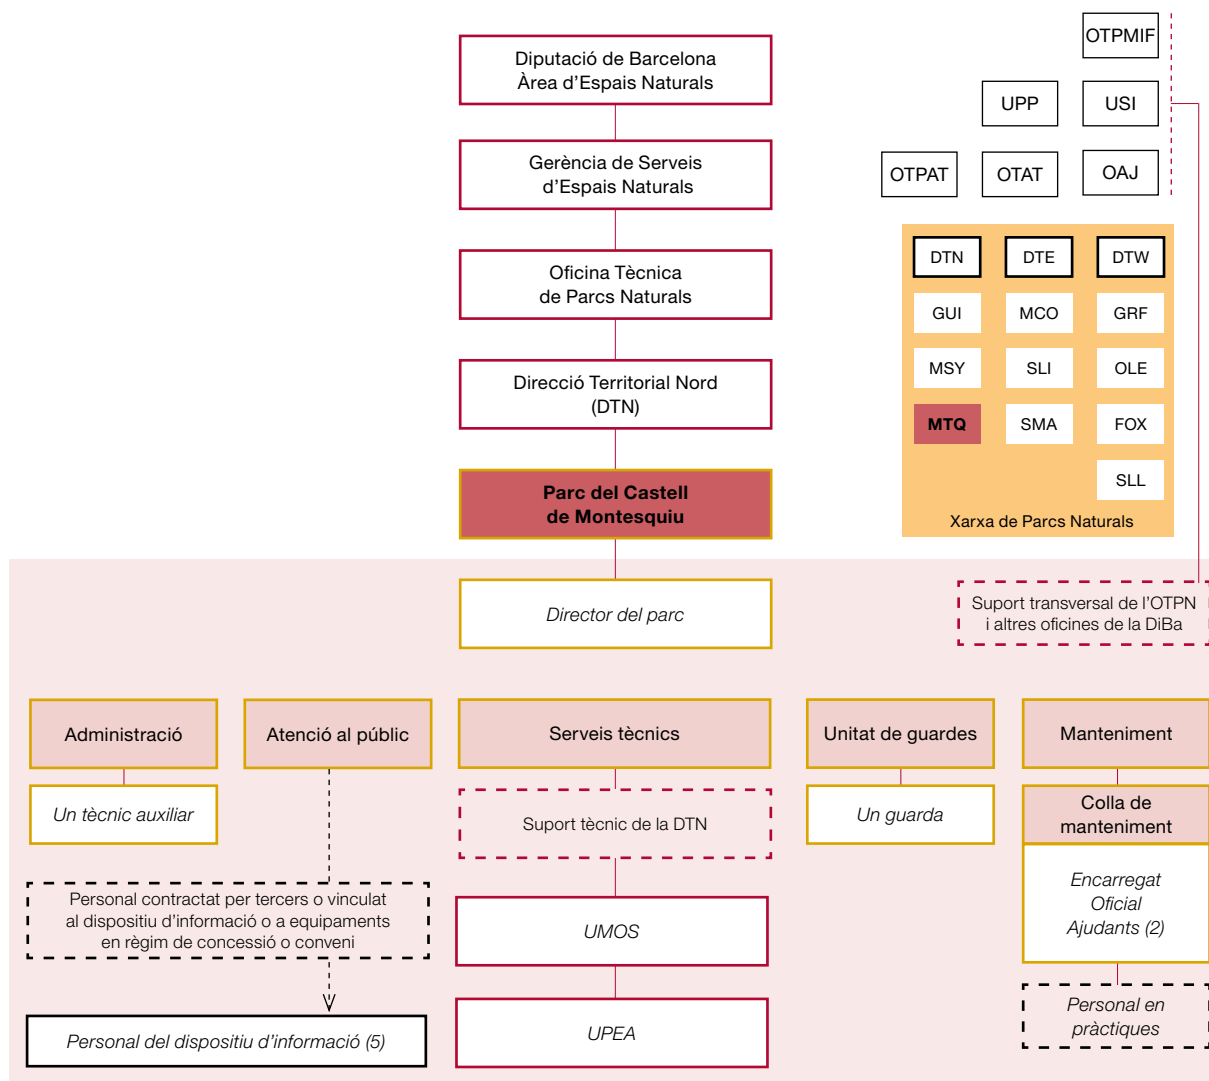 OTPMIF
Diputació de Barcelona
Àrea d’Espais Naturals
UPP
USI
Gerència de Serveis
d’Espais Naturals
OTPAT
OTAT
OAJ
Oficina Tècnica
de Parcs Naturals
DTN
DTE
DTW
GUI
MCO
GRF
MSY
SLI
OLE
MTQ
SMA
FOX
SLL
Xarxa de Parcs Naturals
Direcció Territorial Nord
(DTN)
Parc del Castell
de Montesquiu
Director del parc
Suport transversal de l’OTPN
i altres oficines de la DiBa
Administració
Atenció al públic
Serveis tècnics
Unitat de guardes
Manteniment
Un tècnic auxiliar
Suport tècnic de la DTN
Un guarda
Colla de
manteniment
Encarregat
Oficial
Ajudants (2)
Personal contractat per tercers o vinculat
al dispositiu d’informació o a equipaments
en règim de concessió o conveni
UMOS
Personal del dispositiu d’informació (5)
UPEA
Personal en
pràctiques